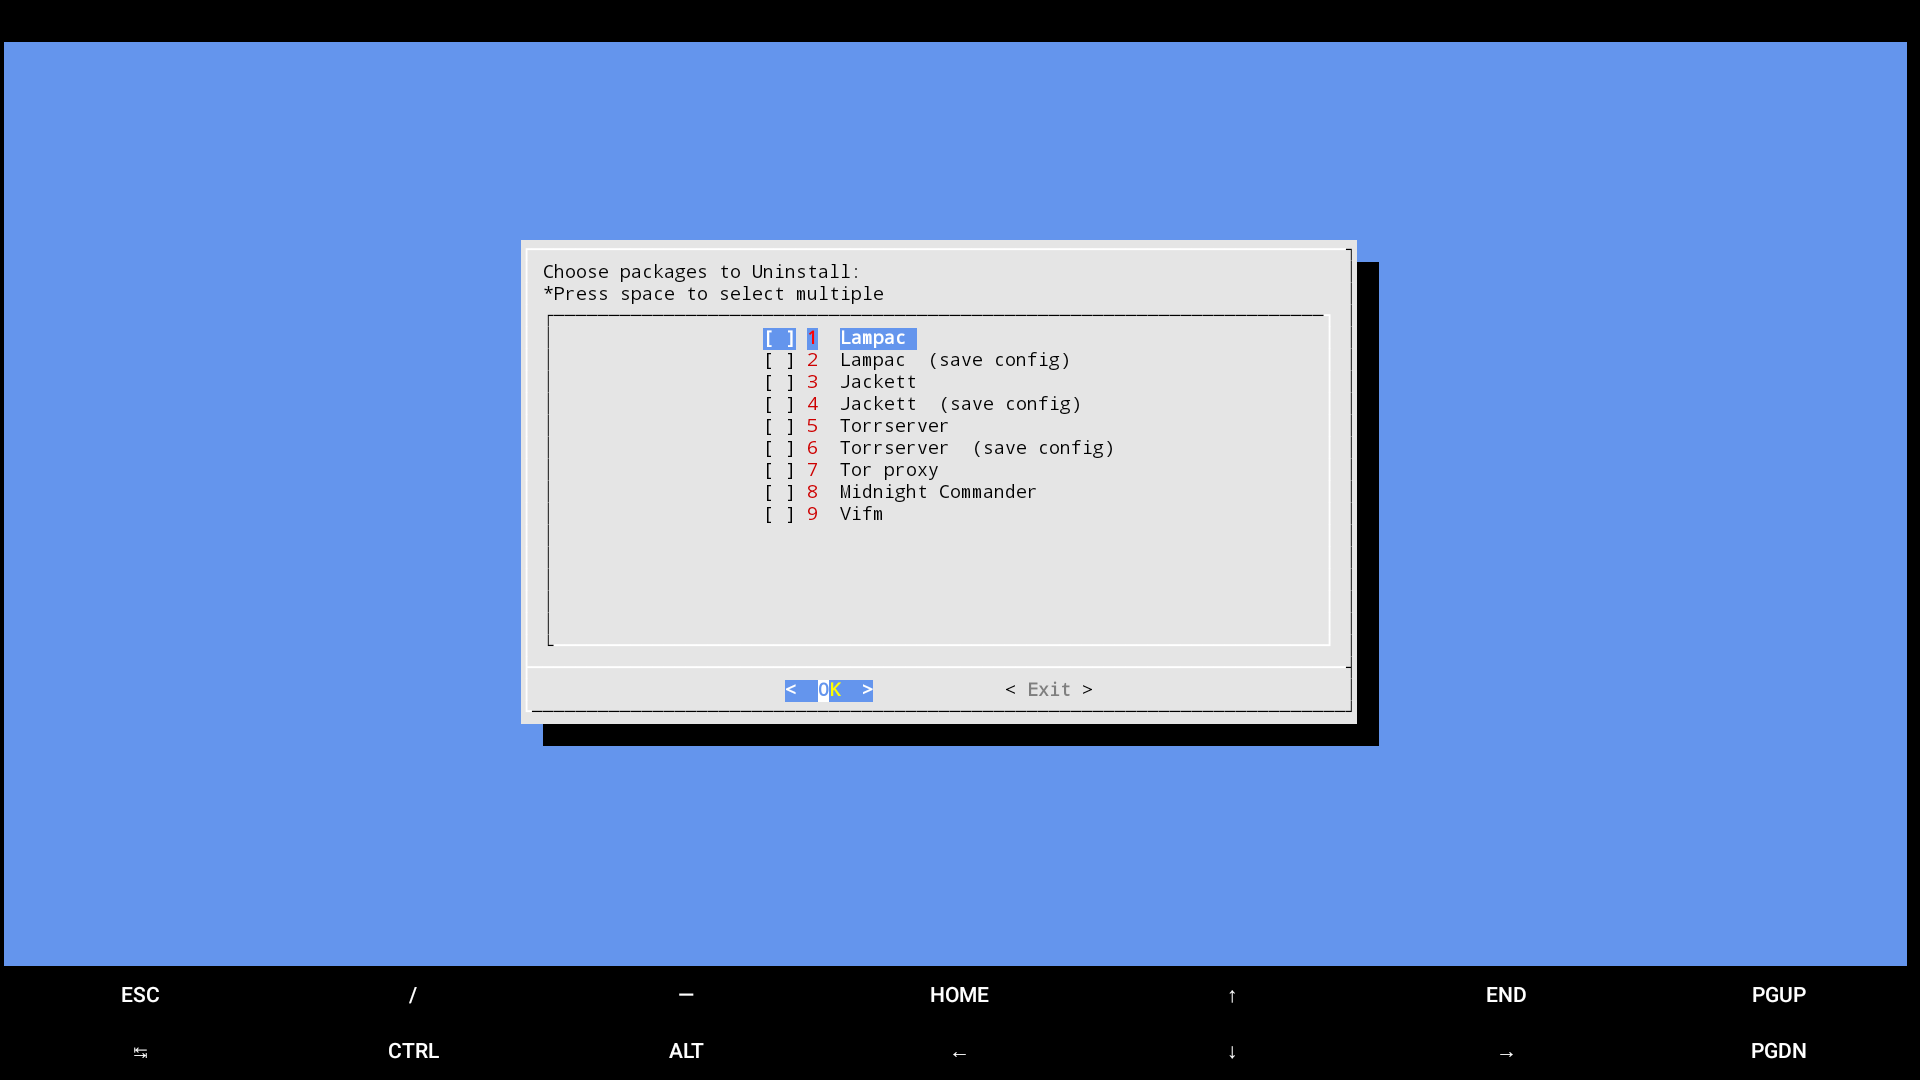 Choose packages to Uninstall:
*Press space to select multiple
[ ] 1 Lampac
[ ] 2 Lampac (save config)
[ ] 3 Jackett
[ ] 4 Jackett (save config)
[ ] 5 Torrserver
[ ] 6 Torrserver (save config)
[ ] 7 Tor proxy
[ ] 8 Midnight Commander
[ ] 9 Vifm
< OK > < Exit >
ESC / — HOME ↑ END PGUP
↹ CTRL ALT ← ↓ → PGDN